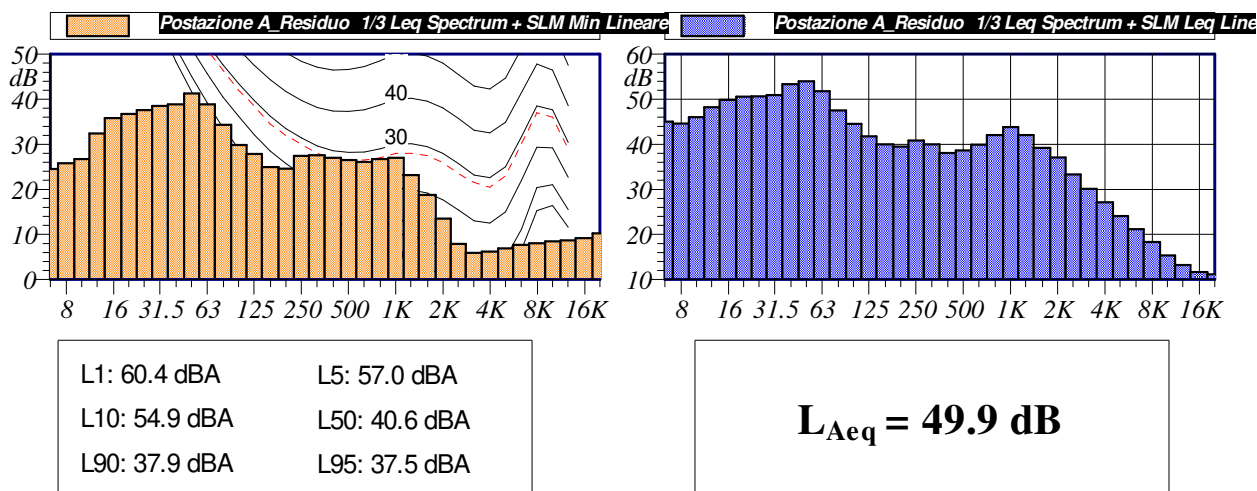 Postazione A_Residuo 1/3 Leq Spectrum + SLM Min Lineare
50
dB
40
30
20
10
0
40
30
8 16 31.5 63 125 250 500 1K 2K 4K 8K 16K
Postazione A_Residuo 1/3 Leq Spectrum + SLM Leq Line
60
dB
50
40
30
20
10
8 16 31.5 63 125 250 500 1K 2K 4K 8K 16K
L1: 60.4 dBA L5: 57.0 dBA
L10: 54.9 dBA L50: 40.6 dBA
L90: 37.9 dBA L95: 37.5 dBA
LAeq = 49.9 dB